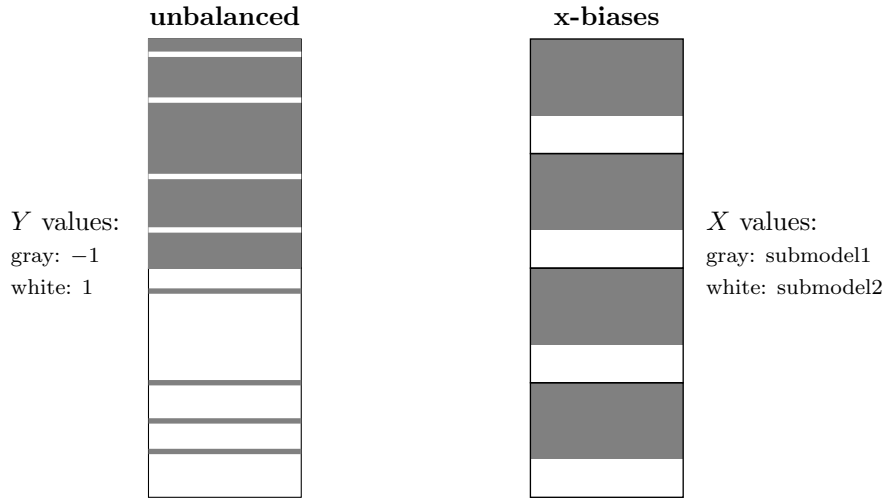 unbalanced
x-biases
Y values:
gray: −1
white: 1
X values:
gray: submodel1
white: submodel2